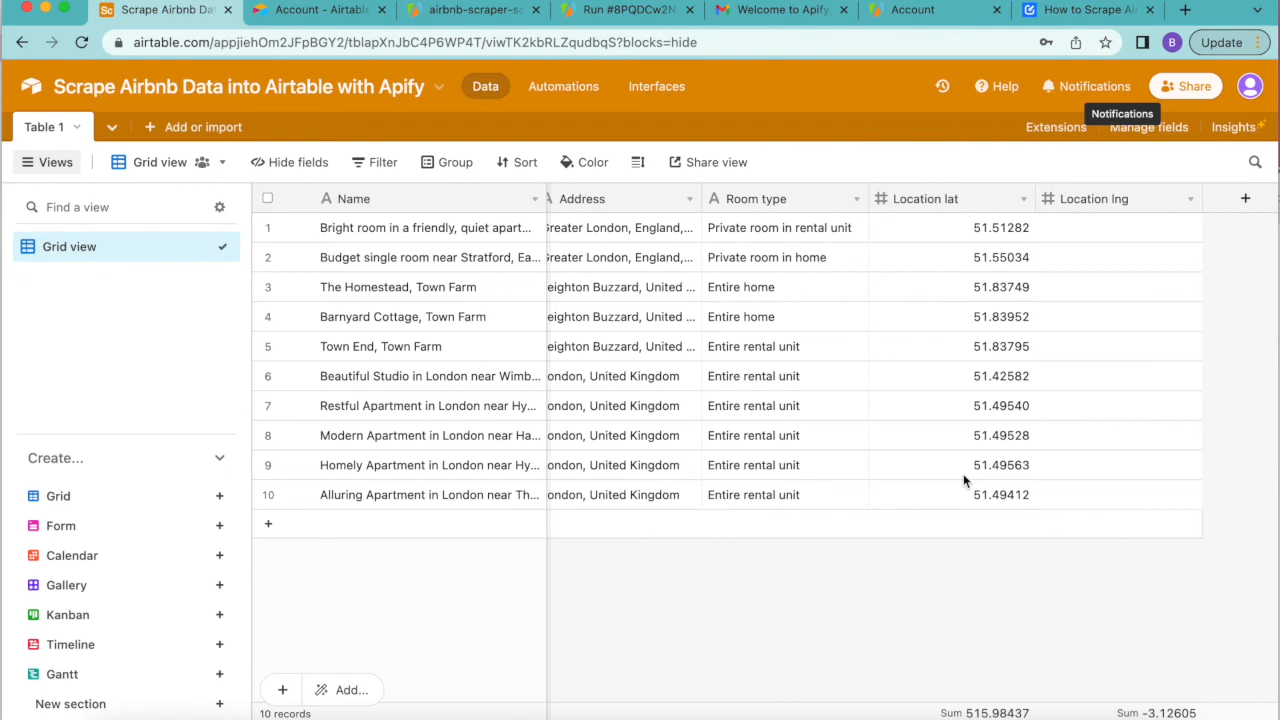 Scrape Airbnb Da
Account - Airtable
airbnb-scraper-sc
Run #8PQDCw2N
Welcome to Apify.
Account
How to Scrape Ai
airtable.com/appjiehOm2JFpBGY2/tblapXnJbC4P6WP4T/viwTK2kbRLZqudbqS?blocks=hide
B
Update
Scrape Airbnb Data into Airtable with Apify
Data
Automations
Interfaces
Help
Notifications
Share
Notifications
Table 1
Add or import
Extensions
Manage fields
Insights
Views
Grid view
Hide fields
Filter
Group
Sort
Color
Share view
Find a view
Grid view
Create...
Grid
Form
Calendar
Gallery
Kanban
Timeline
Gantt
New section
Name Address Room type Location lat Location lng
1 Bright room in a friendly, quiet apart... Greater London, England,... Private room in rental unit 51.51282
2 Budget single room near Stratford, Ea... Greater London, England,... Private room in home 51.55034
3 The Homestead, Town Farm eighton Buzzard, United ... Entire home 51.83749
4 Barnyard Cottage, Town Farm eighton Buzzard, United ... Entire home 51.83952
5 Town End, Town Farm eighton Buzzard, United ... Entire rental unit 51.83795
6 Beautiful Studio in London near Wimb... ondon, United Kingdom Entire rental unit 51.42582
7 Restful Apartment in London near Hy... ondon, United Kingdom Entire rental unit 51.49540
8 Modern Apartment in London near Ha... ondon, United Kingdom Entire rental unit 51.49528
9 Homely Apartment in London near Hy... ondon, United Kingdom Entire rental unit 51.49563
10 Alluring Apartment in London near Th... ondon, United Kingdom Entire rental unit 51.49412
Add...
10 records
Sum 515.98437
Sum -3.12605